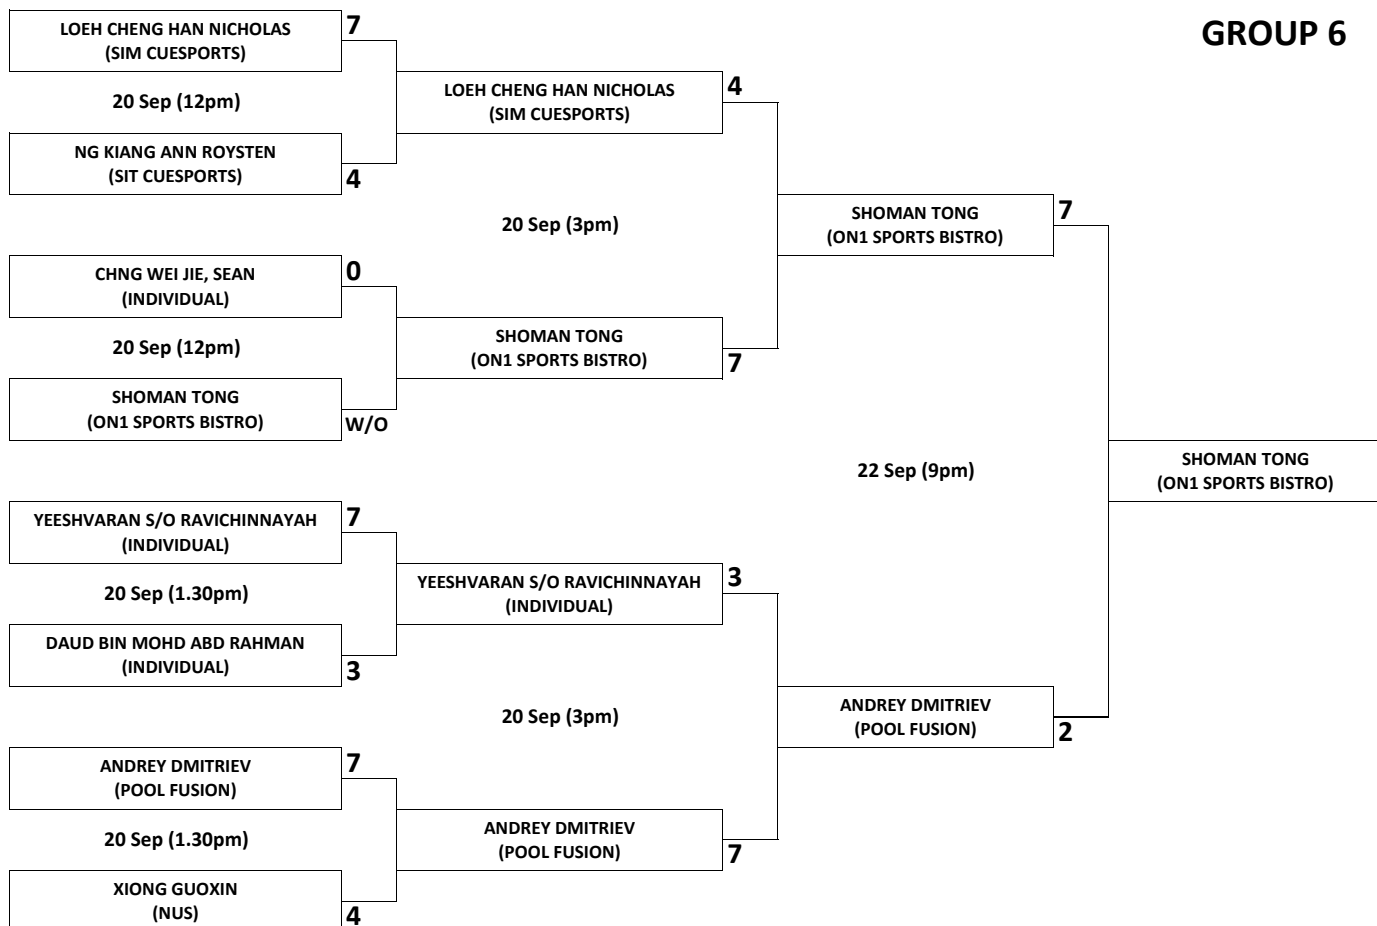 GROUP 6
LOEH CHENG HAN NICHOLAS
(SIM CUESPORTS)
7
20 Sep (12pm)
NG KIANG ANN ROYSTEN
(SIT CUESPORTS)
4
CHNG WEI JIE, SEAN
(INDIVIDUAL)
0
20 Sep (12pm)
SHOMAN TONG
(ON1 SPORTS BISTRO)
W/O
YEESHVARAN S/O RAVICHINNAYAH
(INDIVIDUAL)
7
20 Sep (1.30pm)
DAUD BIN MOHD ABD RAHMAN
(INDIVIDUAL)
3
ANDREY DMITRIEV
(POOL FUSION)
7
20 Sep (1.30pm)
XIONG GUOXIN
(NUS)
4
LOEH CHENG HAN NICHOLAS
(SIM CUESPORTS)
4
20 Sep (3pm)
SHOMAN TONG
(ON1 SPORTS BISTRO)
7
YEESHVARAN S/O RAVICHINNAYAH
(INDIVIDUAL)
3
20 Sep (3pm)
ANDREY DMITRIEV
(POOL FUSION)
7
SHOMAN TONG
(ON1 SPORTS BISTRO)
7
22 Sep (9pm)
ANDREY DMITRIEV
(POOL FUSION)
2
SHOMAN TONG
(ON1 SPORTS BISTRO)